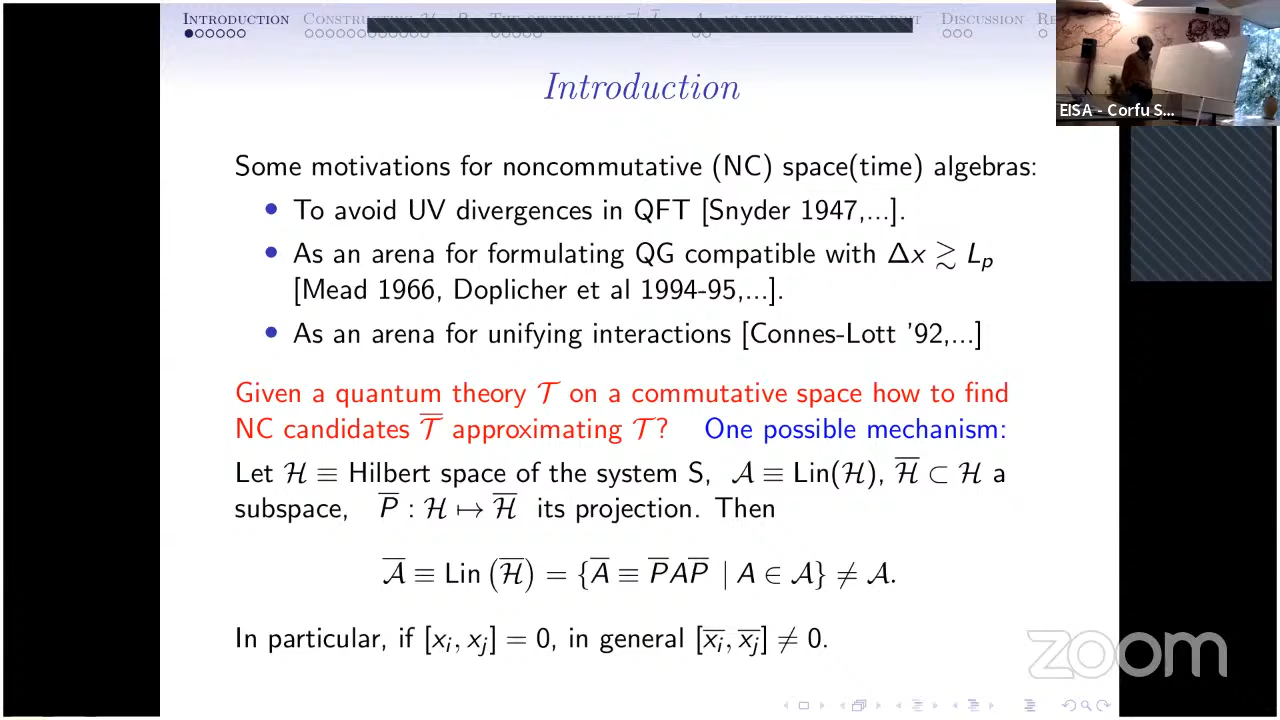 Introduction
Discussion
Introduction
EISA - Corfu S...
Some motivations for noncommutative (NC) space(time) algebras:
• To avoid UV divergences in QFT [Snyder 1947,...].
• As an arena for formulating QG compatible with Δx ≳ L_p
[Mead 1966, Doplicher et al 1994-95,...].
• As an arena for unifying interactions [Connes-Lott '92,...]
Given a quantum theory 𝒯 on a commutative space how to find
NC candidates 𝒯̅ approximating 𝒯? One possible mechanism:
Let ℋ ≡ Hilbert space of the system S, 𝒜 ≡ Lin(ℋ), ℋ̅ ⊂ ℋ a
subspace, P̅ : ℋ ↦ ℋ̅ its projection. Then
𝒜̅ ≡ Lin (ℋ̅) = {A̅ ≡ P̅AP̅ | A ∈ 𝒜} ≠ 𝒜.
In particular, if [x_i, x_j] = 0, in general [x̅_i, x̅_j] ≠ 0.
zoom